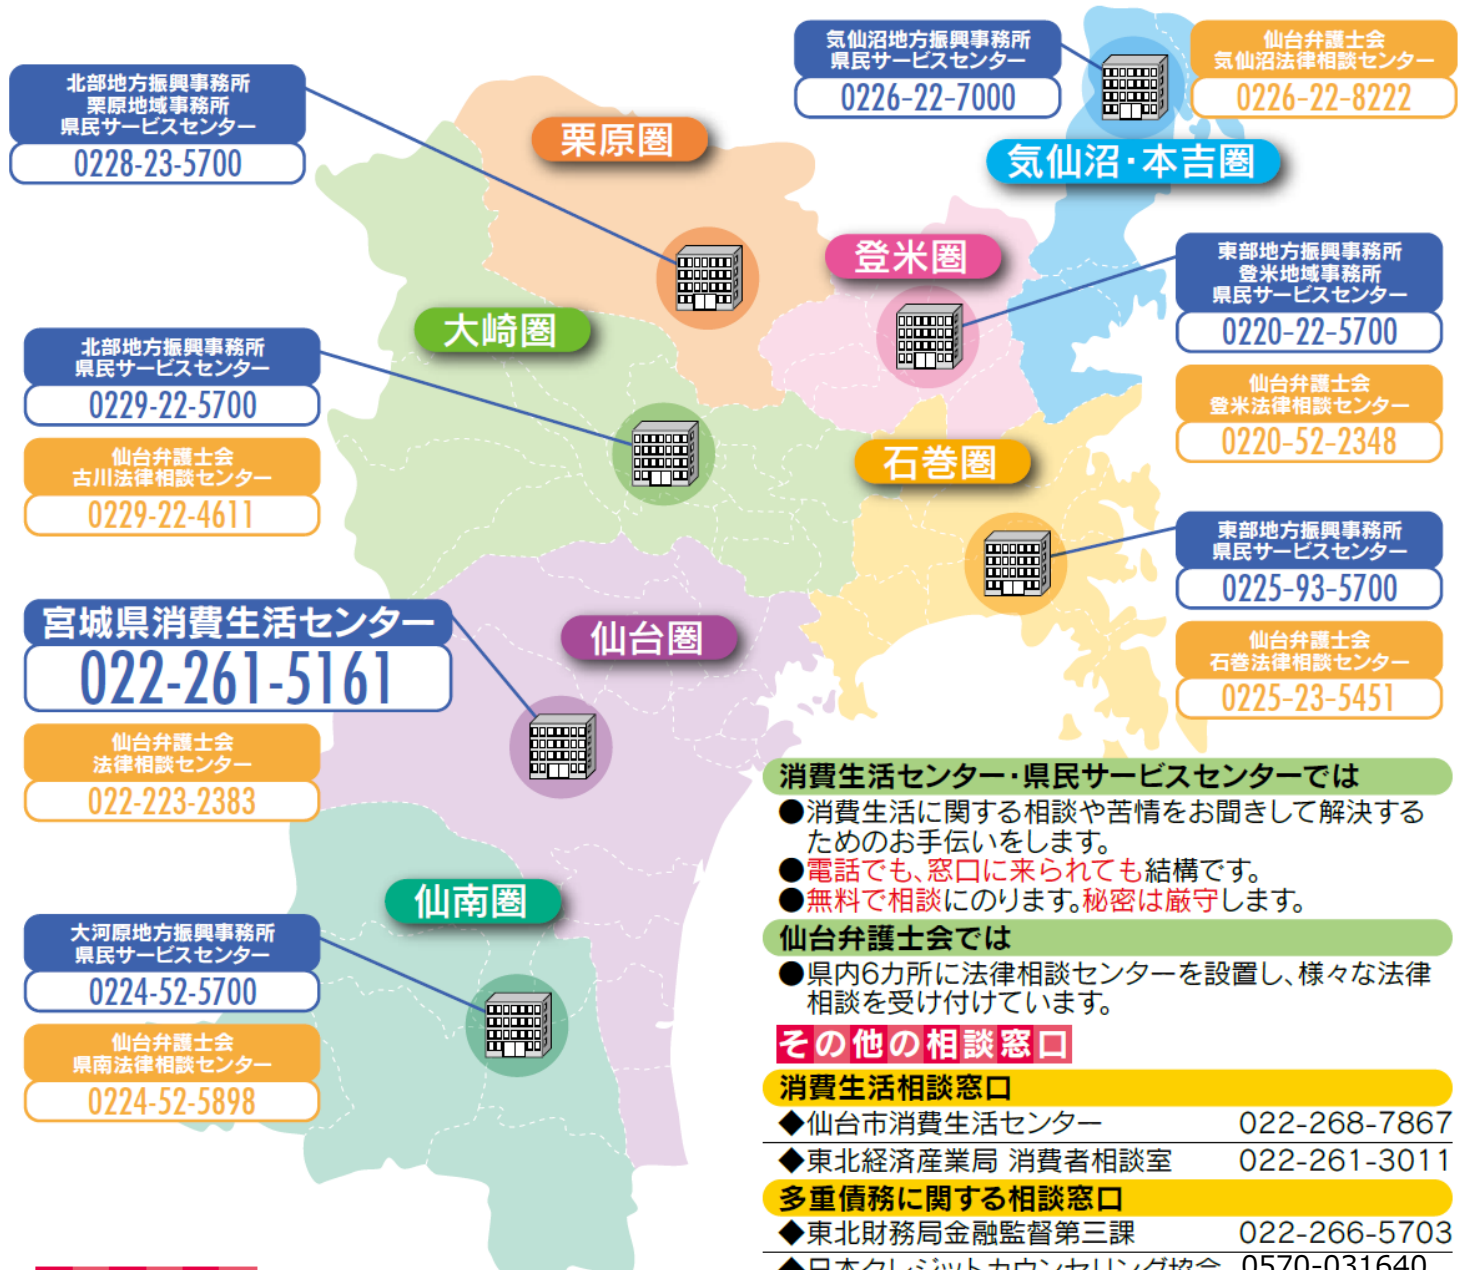 気仙沼地方振興事務所
県民サービスセンター
0226-22-7000
仙台弁護士会
気仙沼法律相談センター
0226-22-8222
北部地方振興事務所
栗原地域事務所
県民サービスセンター
0228-23-5700
栗原圏
気仙沼・本吉圏
登米圏
東部地方振興事務所
登米地域事務所
県民サービスセンター
0220-22-5700
大崎圏
北部地方振興事務所
県民サービスセンター
0229-22-5700
仙台弁護士会
登米法律相談センター
0220-52-2348
仙台弁護士会
古川法律相談センター
0229-22-4611
石巻圏
東部地方振興事務所
県民サービスセンター
0225-93-5700
宮城県消費生活センター
022-261-5161
仙台圏
仙台弁護士会
石巻法律相談センター
0225-23-5451
仙台弁護士会
法律相談センター
022-223-2383
仙南圏
大河原地方振興事務所
県民サービスセンター
0224-52-5700
仙台弁護士会
県南法律相談センター
0224-52-5898
消費生活センター・県民サービスセンターでは
●消費生活に関する相談や苦情をお聞きして解決する
ためのお手伝いをします。
●電話でも、窓口に来られても結構です。
●無料で相談にのります。秘密は厳守します。
仙台弁護士会では
●県内6カ所に法律相談センターを設置し、様々な法律
相談を受け付けています。
その他の相談窓口
消費生活相談窓口
◆仙台市消費生活センター 022-268-7867
◆東北経済産業局 消費者相談室 022-261-3011
多重債務に関する相談窓口
◆東北財務局金融監督第三課 022-266-5703
◆日本クレジットカウンセリング協会 0570-031640